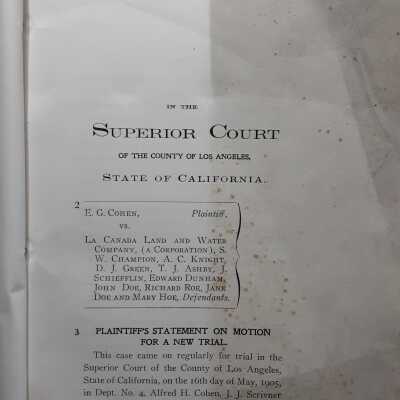 IN THE
SUPERIOR COURT
OF THE COUNTY OF LOS ANGELES,
STATE OF CALIFORNIA.
2
E. G. COHEN, Plaintiff,
vs.
LA CANADA LAND AND WATER
COMPANY, (A CORPORATION), S.
W. CHAMPION, A. C. KNIGHT,
D. J. GREEN, T. J. ASHBY, J.
SCHIEFFLIN, EDWARD DUNHAM,
JOHN DOE, RICHARD ROE, JANE
DOE AND MARY HOE, Defendants.
3 PLAINTIFF'S STATEMENT ON MOTION
FOR A NEW TRIAL.
This case came on regularly for trial in the
Superior Court of the County of Los Angeles,
State of California, on the 16th day of May, 1905,
in Dept. No. 4, Alfred H. Cohen, J. J. Scrivner